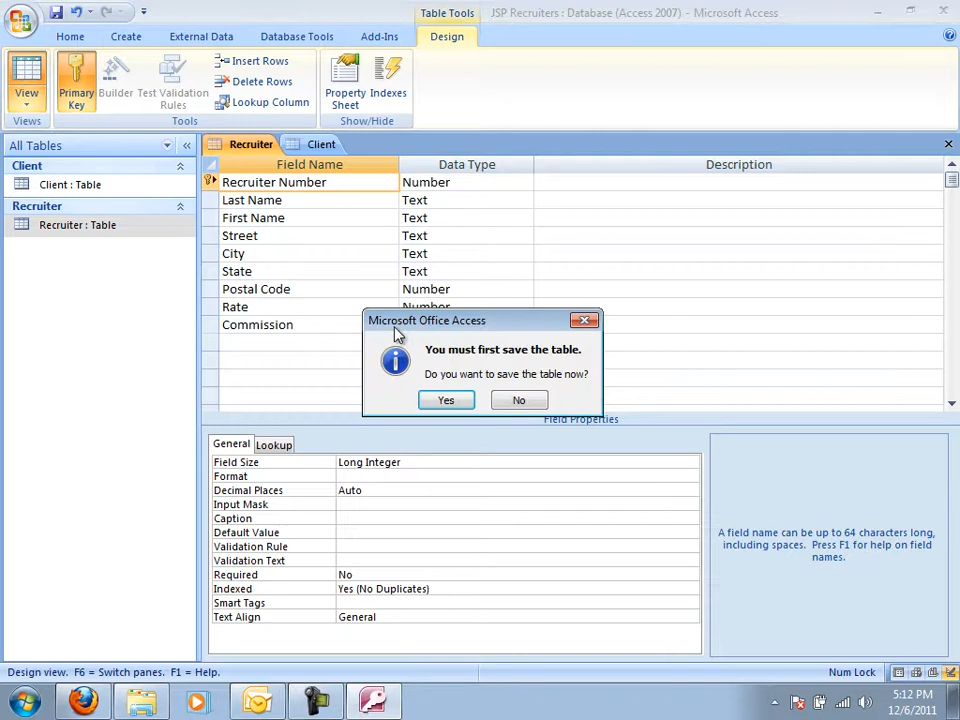 Table Tools
JSP Recruiters : Database (Access 2007) - Microsoft Access
Home
Create
External Data
Database Tools
Add-Ins
Design
View
Primary Key
Builder
Test Validation Rules
Insert Rows
Delete Rows
Lookup Column
Property Sheet
Indexes
Views
Tools
Show/Hide
All Tables
Client
Client : Table
Recruiter
Recruiter : Table
Recruiter
Client
Field Name
Data Type
Description
Recruiter Number
Number
Last Name
Text
First Name
Text
Street
Text
City
Text
State
Text
Postal Code
Number
Rate
Number
Commission
Microsoft Office Access
You must first save the table.
Do you want to save the table now?
Yes
No
Field Properties
General
Lookup
Field Size
Long Integer
Format
Decimal Places
Auto
Input Mask
Caption
Default Value
Validation Rule
Validation Text
Required
No
Indexed
Yes (No Duplicates)
Smart Tags
Text Align
General
A field name can be up to 64 characters long,
including spaces. Press F1 for help on field
names.
Design view. F6 = Switch panes. F1 = Help.
Num Lock
5:12 PM
12/6/2011